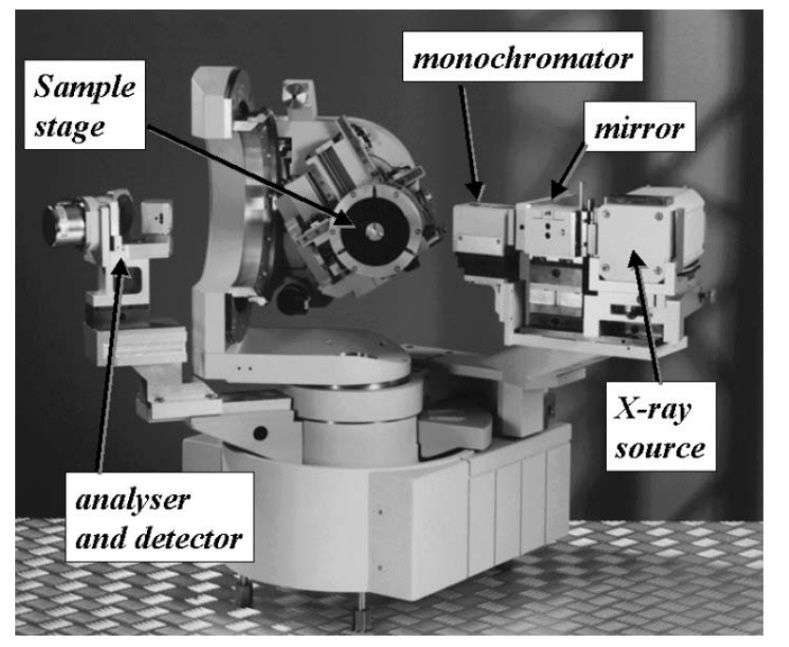 monochromator
Sample
stage
mirror
X-ray
source
analyser
and detector